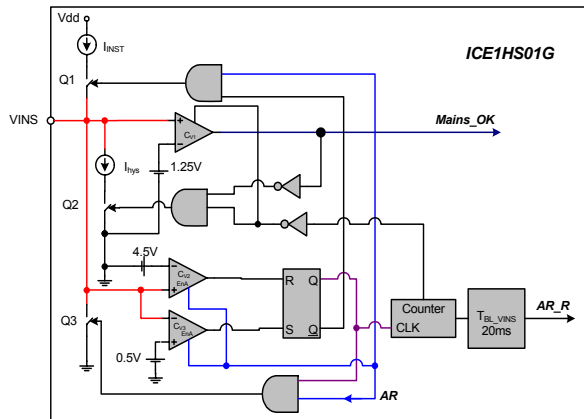 Vdd
I_INST
ICE1HS01G
Q1
VINS
+
C_V1
-
Mains_OK
I_hys
1.25V
Q2
4.5V
-
C_V2
EnA
+
R Q
-
C_V3
EnA
+
S Q
Counter
CLK
T_BL_VINS
20ms
AR_R
Q3
0.5V
AR